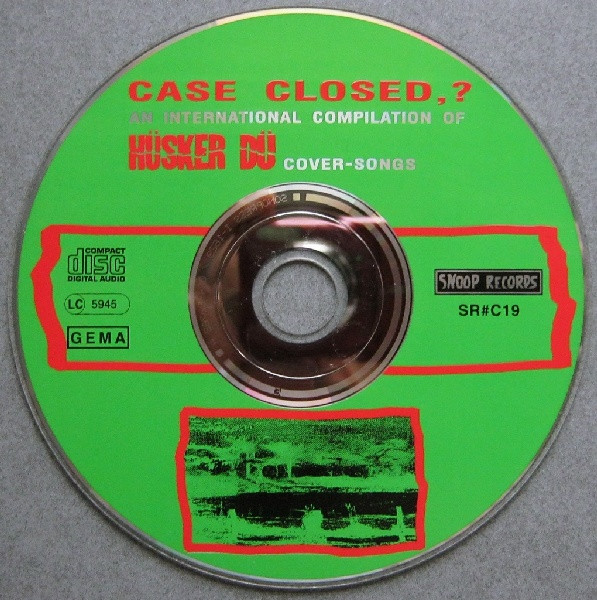 CASE CLOSED,?
AN INTERNATIONAL COMPILATION OF
HÜSKER DÜ COVER-SONGS
COMPACT
disc
DIGITAL AUDIO
LC 5945
GEMA
SNOOP RECORDS
SR#C19